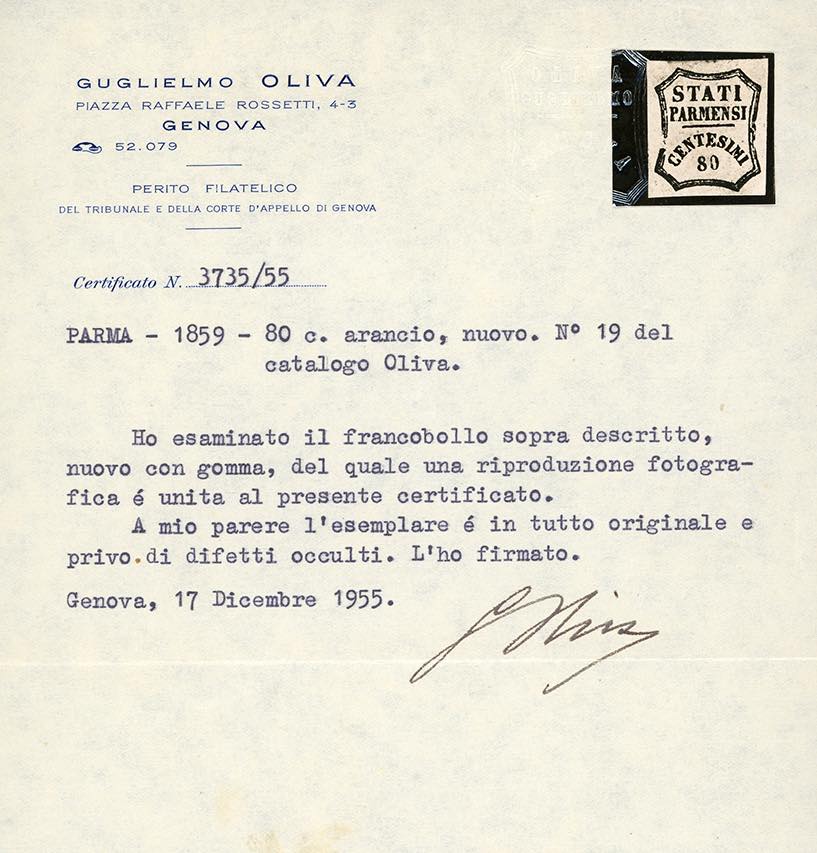 GUGLIELMO OLIVA
PIAZZA RAFFAELE ROSSETTI, 4-3
GENOVA
52.079
PERITO FILATELICO
DEL TRIBUNALE E DELLA CORTE D'APPELLO DI GENOVA
STATI
PARMENSI
CENTESIMI
80
Certificato N. 3735/55
PARMA - 1859 - 80 c. arancio, nuovo. N° 19 del
catalogo Oliva.
Ho esaminato il francobollo sopra descritto,
nuovo con gomma, del quale una riproduzione fotogra-
fica é unita al presente certificato.
A mio parere l'esemplare é in tutto originale e
privo.di difetti occulti. L'ho firmato.
Genova, 17 Dicembre 1955.